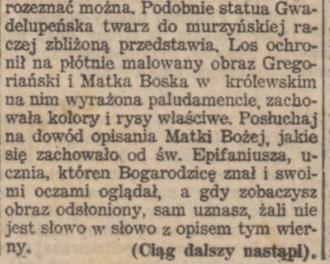 rozeznać można. Podobnie statua Gwa-
delupeńska twarz do murzyńskiej ra-
czej zbliżoną przedstawia. Los ochro-
nił na płótnie malowany obraz Grego-
riański i Matka Boska w królewskim
na nim wyrażona paludamencie, zacho-
wała kolory i rysy właściwe. Posłuchaj
na dowód opisania Matki Bożej, jakie
się zachowało od św. Epifaniusza, u-
cznia, któren Bogarodzicę znał i swoi-
mi oczami oglądał, a gdy zobaczysz
obraz odsłoniony, sam uznasz, żali nie
jest słowo w słowo z opisem tym wier-
ny. (Ciąg dalszy nastąpi).